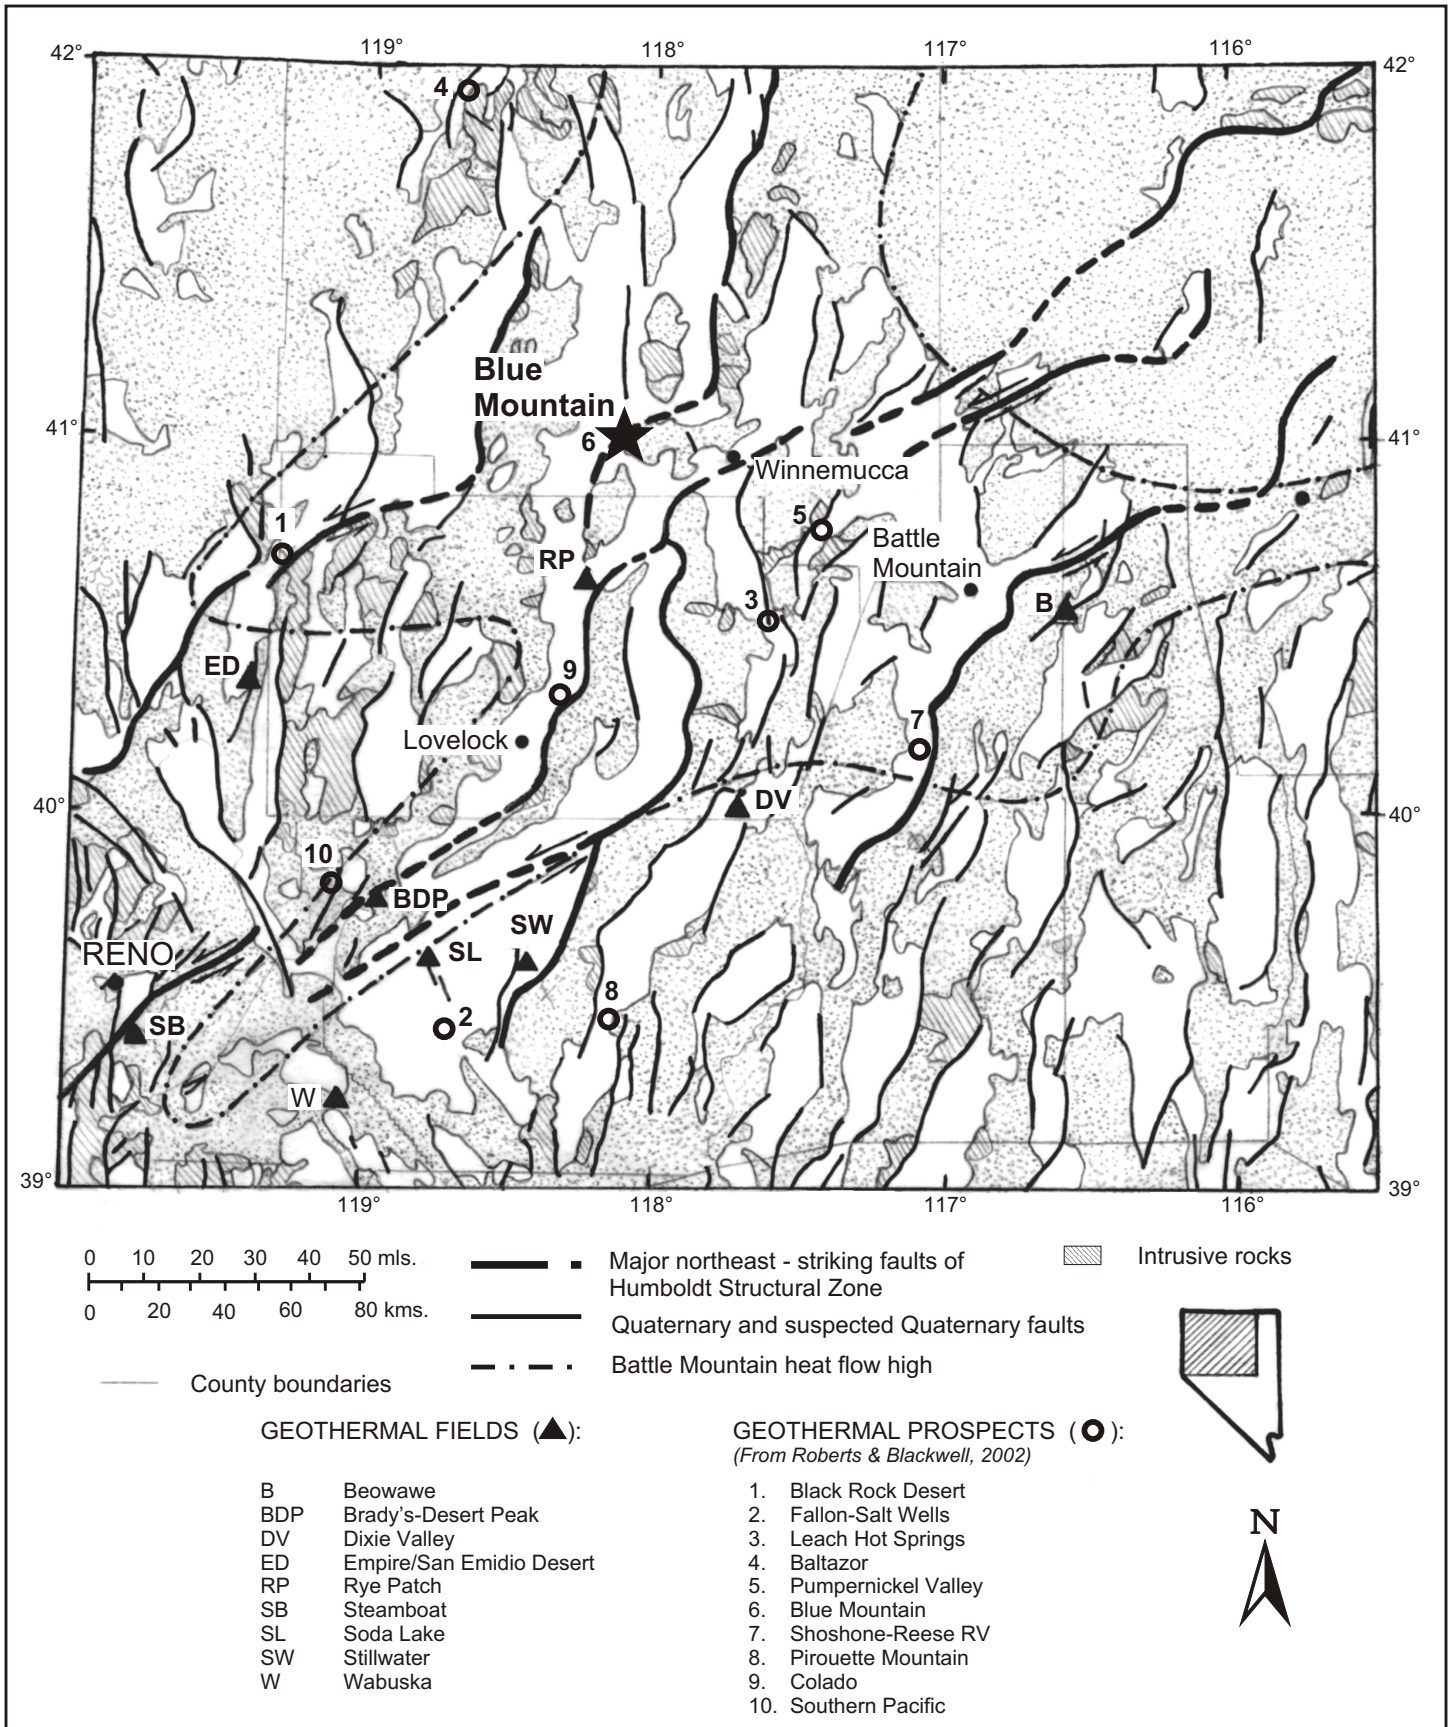 119°
118°
117°
116°
42°
42°
4
Blue
Mountain
41°
6
41°
Winnemucca
1
5
Battle
Mountain
RP
3
B
ED
9
7
Lovelock
DV
40°
40°
10
BDP
SW
RENO
SL
8
2
SB
W
39°
39°
119°
118°
117°
116°
0 10 20 30 40 50 mls.
0 20 40 60 80 kms.
Major northeast - striking faults of
Humboldt Structural Zone
Intrusive rocks
Quaternary and suspected Quaternary faults
Battle Mountain heat flow high
County boundaries
GEOTHERMAL FIELDS (▲):
B Beowawe
BDP Brady's-Desert Peak
DV Dixie Valley
ED Empire/San Emidio Desert
RP Rye Patch
SB Steamboat
SL Soda Lake
SW Stillwater
W Wabuska
GEOTHERMAL PROSPECTS (O):
(From Roberts & Blackwell, 2002)
1. Black Rock Desert
2. Fallon-Salt Wells
3. Leach Hot Springs
4. Baltazor
5. Pumpernickel Valley
6. Blue Mountain
7. Shoshone-Reese RV
8. Pirouette Mountain
9. Colado
10. Southern Pacific
N